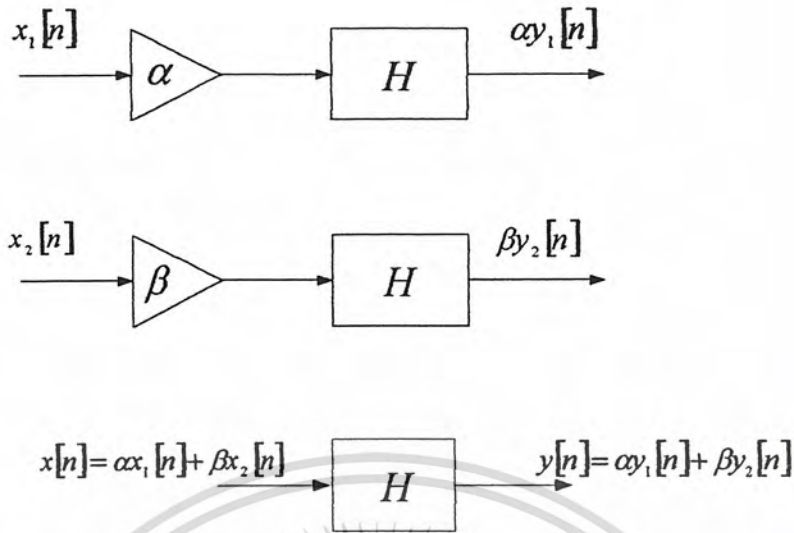 x₁[n]
α
H
αy₁[n]
x₂[n]
β
H
βy₂[n]
x[n]= αx₁[n]+ βx₂[n]
H
y[n]= αy₁[n]+ βy₂[n]